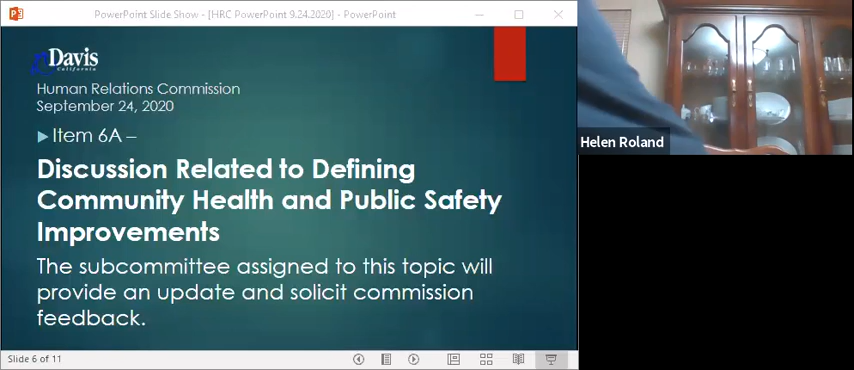 PowerPoint Slide Show - [HRC PowerPoint 9.24.2020] - PowerPoint
Davis
California
Human Relations Commission
September 24, 2020
Item 6A –
Discussion Related to Defining
Community Health and Public Safety
Improvements
The subcommittee assigned to this topic will
provide an update and solicit commission
feedback.
Slide 6 of 11
Helen Roland